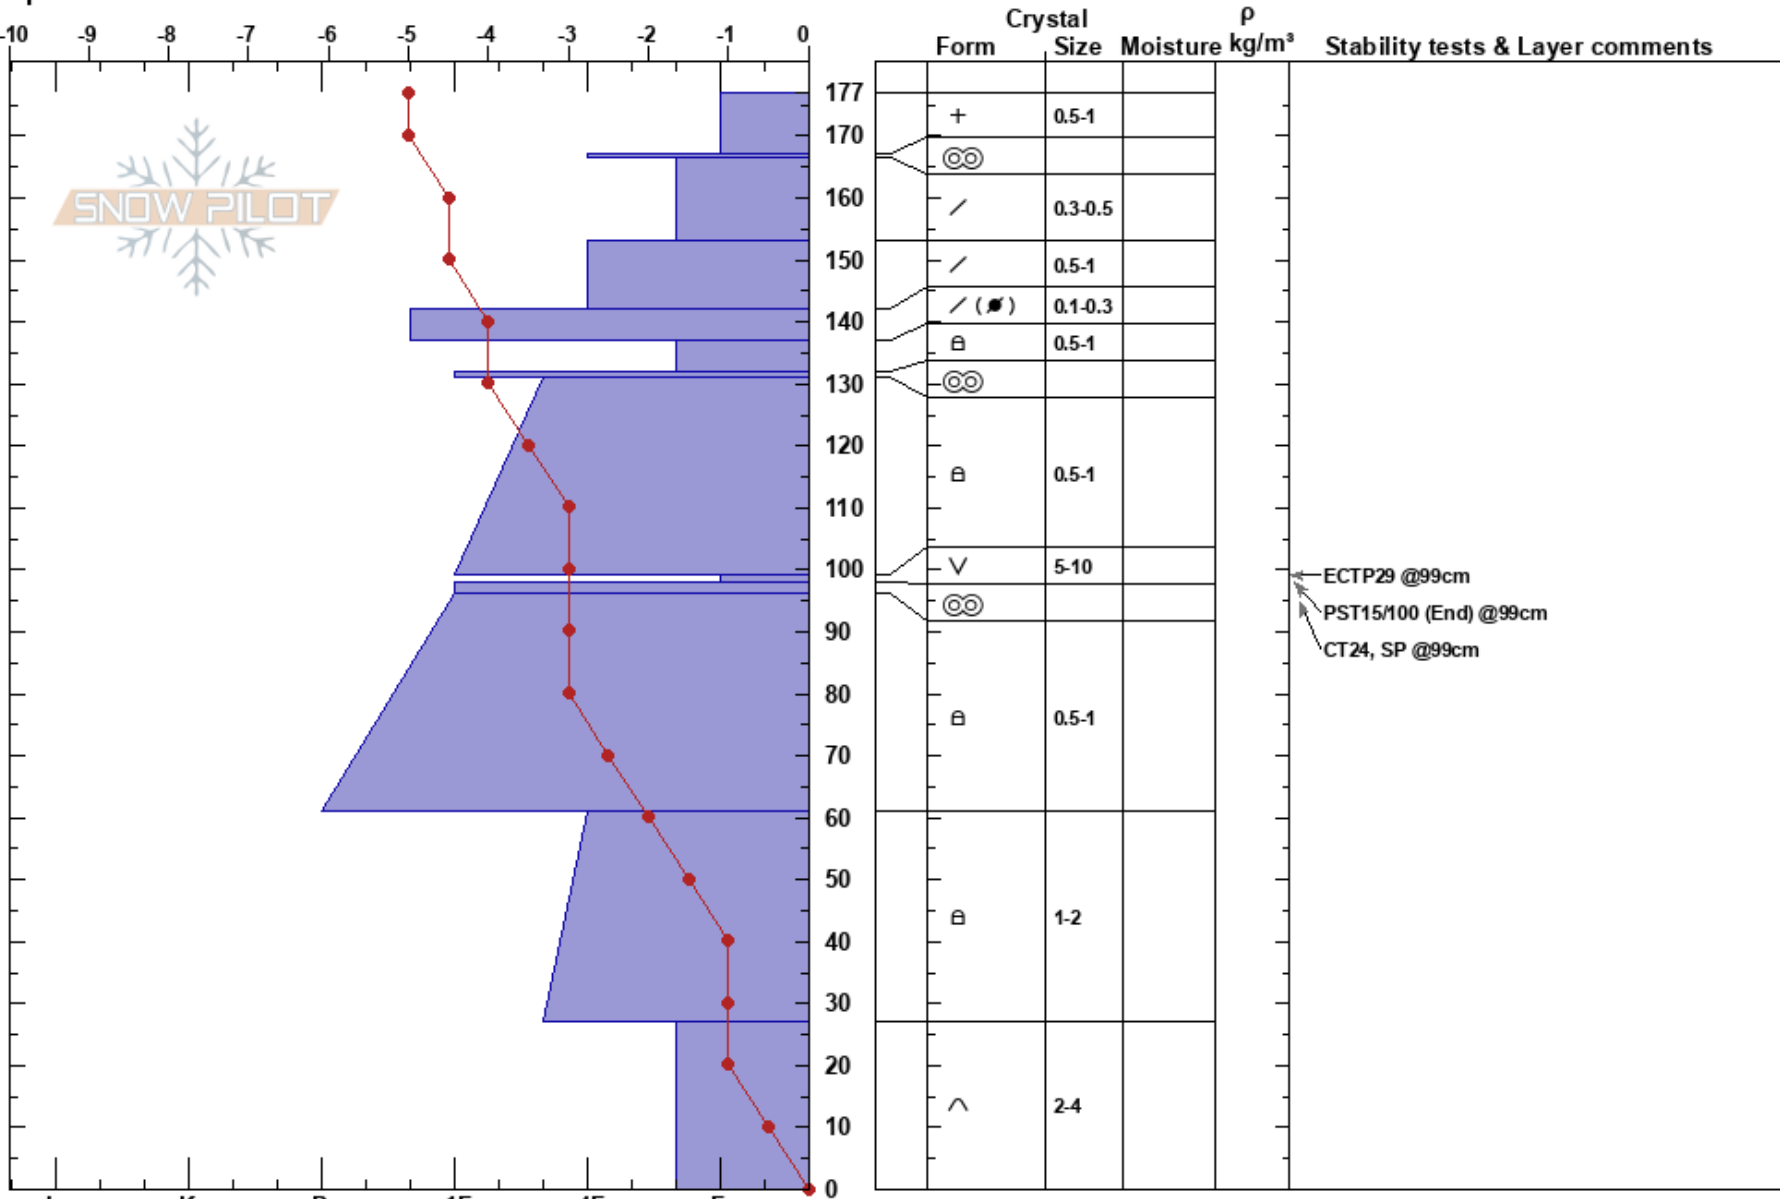 -10 -9 -8 -7 -6 -5 -4 -3 -2 -1 0
Crystal
ρ
Form Size Moisture kg/m³ Stability tests & Layer comments
177
+ 0.5-1
170
160
SNOW PILOT
/ 0.3-0.5
150
/ 0.5-1
/ ( ) 0.1-0.3
140
0.5-1
130
120
0.5-1
110
100
V 5-10
ECTP29 @99cm
PST15/100 (End) @99cm
90
CT24, SP @99cm
80
0.5-1
70
60
50
1-2
40
30
20
2-4
10
0